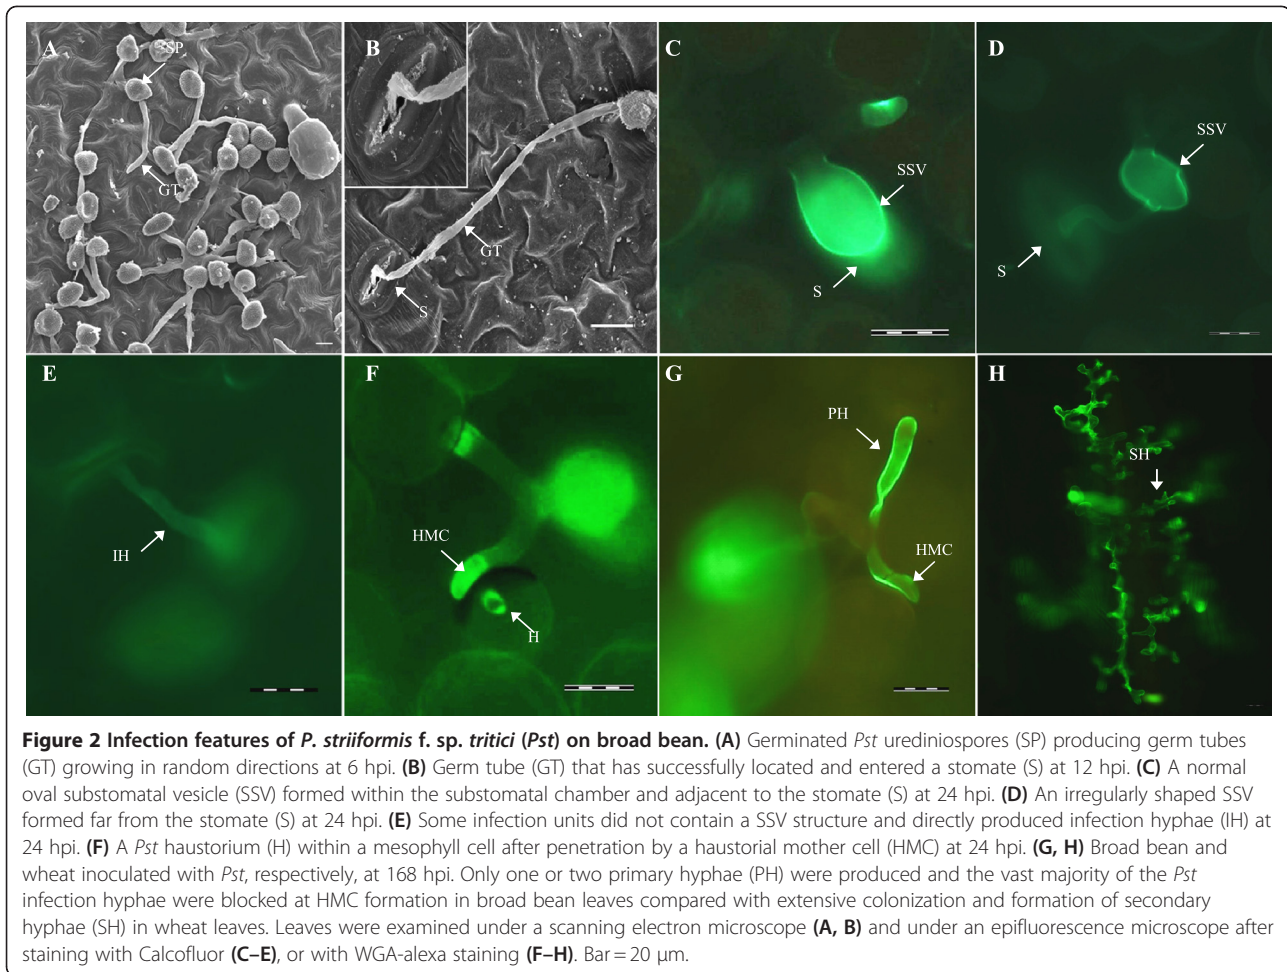 A
SP
GT
B
GT
S
C
SSV
S
D
SSV
S
E
IH
F
HMC
H
G
PH
HMC
H
SH
Figure 2 Infection features of P. striiformis f. sp. tritici (Pst) on broad bean. (A) Germinated Pst urediniospores (SP) producing germ tubes
(GT) growing in random directions at 6 hpi. (B) Germ tube (GT) that has successfully located and entered a stomate (S) at 12 hpi. (C) A normal
oval substomatal vesicle (SSV) formed within the substomatal chamber and adjacent to the stomate (S) at 24 hpi. (D) An irregularly shaped SSV
formed far from the stomate (S) at 24 hpi. (E) Some infection units did not contain a SSV structure and directly produced infection hyphae (IH) at
24 hpi. (F) A Pst haustorium (H) within a mesophyll cell after penetration by a haustorial mother cell (HMC) at 24 hpi. (G, H) Broad bean and
wheat inoculated with Pst, respectively, at 168 hpi. Only one or two primary hyphae (PH) were produced and the vast majority of the Pst
infection hyphae were blocked at HMC formation in broad bean leaves compared with extensive colonization and formation of secondary
hyphae (SH) in wheat leaves. Leaves were examined under a scanning electron microscope (A, B) and under an epifluorescence microscope after
staining with Calcofluor (C–E), or with WGA-alexa staining (F–H). Bar = 20 μm.